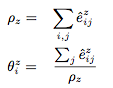 ρ_z = ∑_{i,j} ê^z_{ij}
θ^z_i = ∑_j ê^z_{ij} / ρ_z